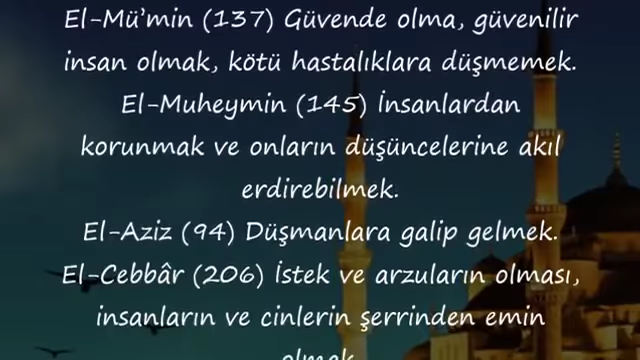 El-Mü'min (137) Güvende olma, güvenilir
insan olmak, kötü hastalıklara düşmemek.
El-Muheymin (145) İnsanlardan
korunmak ve onların düşüncelerine akıl
erdirebilmek.
El-Aziz (94) Düşmanlara galip gelmek.
El-Cebbâr (206) İstek ve arzuların olması,
insanların ve cinlerin şerrinden emin
olmak.